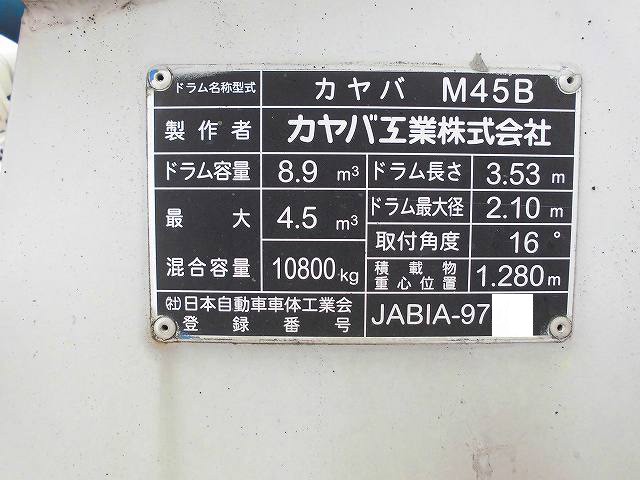 ドラム名称型式 カヤバ M45B
製作者 カヤバ工業株式会社
ドラム容量 8.9 m³ ドラム長さ 3.53 m
最大混合容量 4.5 m³ ドラム最大径 2.10 m
10800 kg 取付角度 16°
積載物重心位置 1.280 m
㈳日本自動車車体工業会
登録番号 JABIA-97